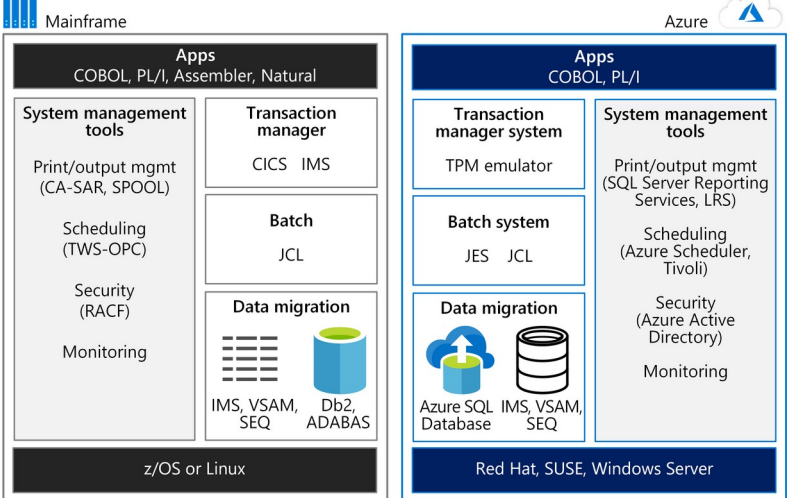 Mainframe
Apps
COBOL, PL/I, Assembler, Natural
System management
tools
Print/output mgmt
(CA-SAR, SPOOL)
Scheduling
(TWS-OPC)
Security
(RACF)
Monitoring
Transaction
manager
CICS IMS
Batch
JCL
Data migration
IMS, VSAM,
SEQ
Db2,
ADABAS
z/OS or Linux
Azure
Apps
COBOL, PL/I
Transaction
manager system
TPM emulator
Batch system
JES JCL
Data migration
Azure SQL
Database
IMS, VSAM,
SEQ
System management
tools
Print/output mgmt
(SQL Server Reporting
Services, LRS)
Scheduling
(Azure Scheduler,
Tivoli)
Security
(Azure Active
Directory)
Monitoring
Red Hat, SUSE, Windows Server